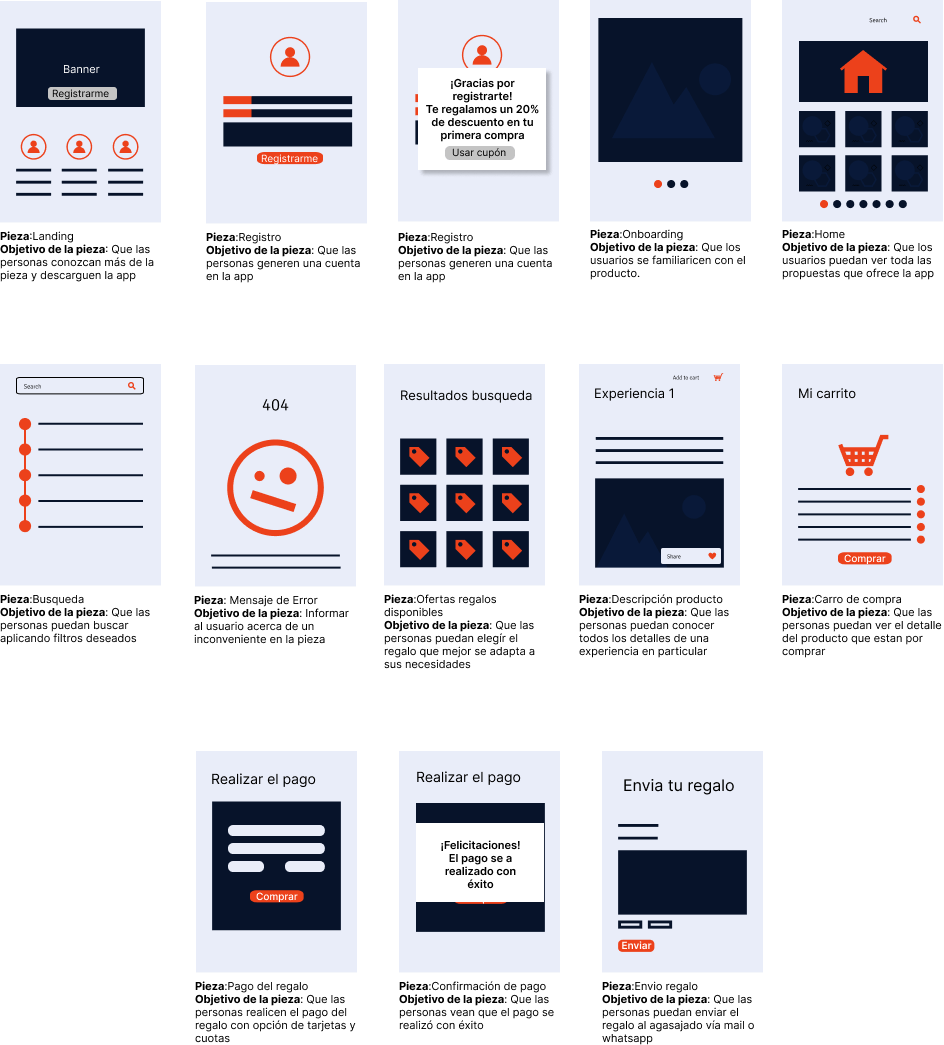 Banner
Registrarme
Pieza:Landing
Objetivo de la pieza: Que las
personas conozcan más de la
pieza y descarguen la app
Registrarme
Pieza:Registro
Objetivo de la pieza: Que las
personas generen una cuenta
en la app
¡Gracias por
registrarte!
Te regalamos un 20%
de descuento en tu
primera compra
Usar cupón
Pieza:Registro
Objetivo de la pieza: Que las
personas generen una cuenta
en la app
Pieza:Onboarding
Objetivo de la pieza: Que los
usuarios se familiaricen con el
producto.
Search
Pieza:Home
Objetivo de la pieza: Que los
usuarios puedan ver toda las
propuestas que ofrece la app
Search
Pieza:Busqueda
Objetivo de la pieza: Que las
personas puedan buscar
aplicando filtros deseados
404
Pieza: Mensaje de Error
Objetivo de la pieza: Informar
al usuario acerca de un
inconveniente en la pieza
Resultados busqueda
Pieza:Ofertas regalos
disponibles
Objetivo de la pieza: Que las
personas puedan elegír el
regalo que mejor se adapta a
sus necesidades
Add to cart
Experiencia 1
Share
Pieza:Descripción producto
Objetivo de la pieza: Que las
personas puedan conocer
todos los detalles de una
experiencia en particular
Mi carrito
Comprar
Pieza:Carro de compra
Objetivo de la pieza: Que las
personas puedan ver el detalle
del producto que estan por
comprar
Realizar el pago
Comprar
Pieza:Pago del regalo
Objetivo de la pieza: Que las
personas realicen el pago del
regalo con opción de tarjetas y
cuotas
Realizar el pago
¡Felicitaciones!
El pago se a
realizado con
éxito
Pieza:Confirmación de pago
Objetivo de la pieza: Que las
personas vean que el pago se
realizó con éxito
Envia tu regalo
Enviar
Pieza:Envio regalo
Objetivo de la pieza: Que las
personas puedan enviar el
regalo al agasajado vía mail o
whatsapp